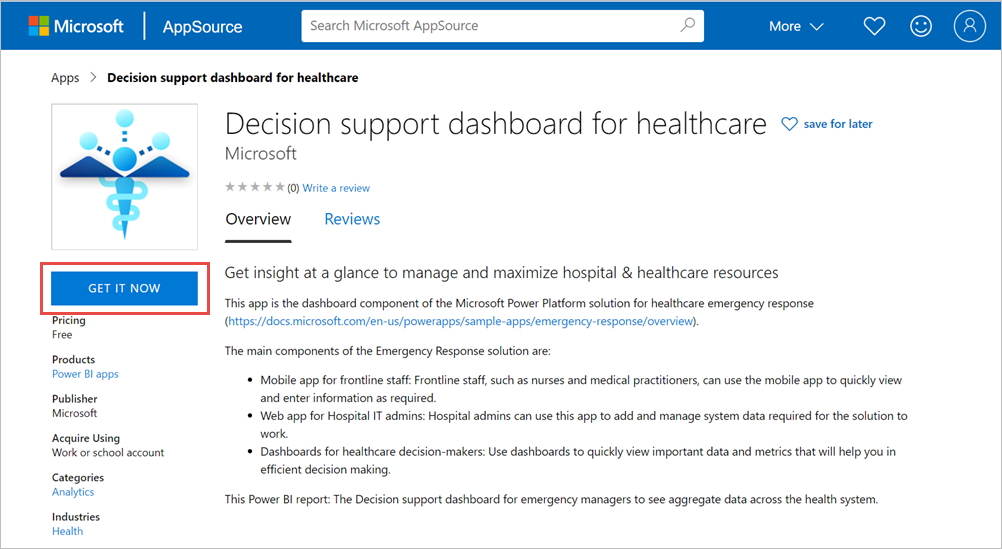 Microsoft AppSource Search Microsoft AppSource More
Apps > Decision support dashboard for healthcare
Decision support dashboard for healthcare save for later
Microsoft
(0) Write a review
Overview Reviews
GET IT NOW
Pricing
Free
Products
Power BI apps
Publisher
Microsoft
Acquire Using
Work or school account
Categories
Analytics
Industries
Health
Get insight at a glance to manage and maximize hospital & healthcare resources
This app is the dashboard component of the Microsoft Power Platform solution for healthcare emergency response
(https://docs.microsoft.com/en-us/powerapps/sample-apps/emergency-response/overview).
The main components of the Emergency Response solution are:
• Mobile app for frontline staff: Frontline staff, such as nurses and medical practitioners, can use the mobile app to quickly view
and enter information as required.
• Web app for Hospital IT admins: Hospital admins can use this app to add and manage system data required for the solution to
work.
• Dashboards for healthcare decision-makers: Use dashboards to quickly view important data and metrics that will help you in
efficient decision making.
This Power BI report: The Decision support dashboard for emergency managers to see aggregate data across the health system.